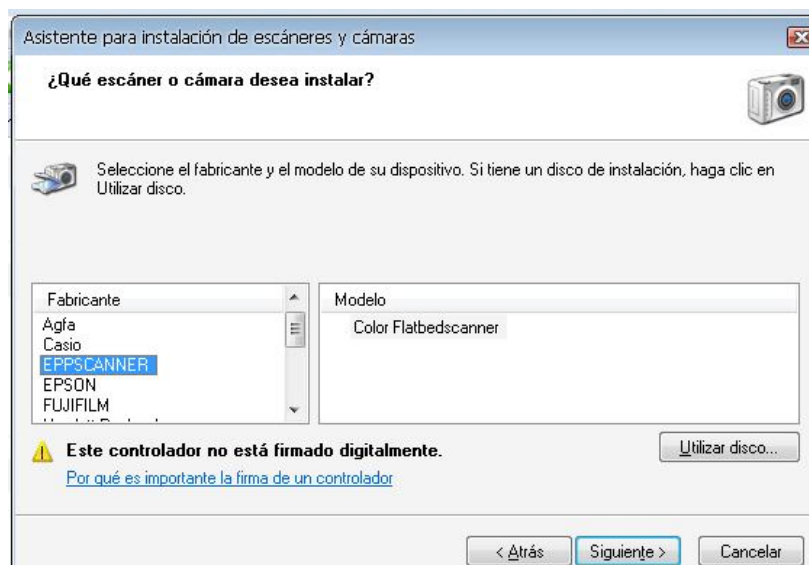 Asistente para instalación de escáneres y cámaras
¿Qué escáner o cámara desea instalar?
Seleccione el fabricante y el modelo de su dispositivo. Si tiene un disco de instalación, haga clic en
Utilizar disco.
Fabricante
Agfa
Casio
EPPSCANNER
EPSON
FUJIFILM
Modelo
Color Flatbedscanner
Este controlador no está firmado digitalmente.
Por qué es importante la firma de un controlador
Utilizar disco...
< Atrás
Siguiente >
Cancelar